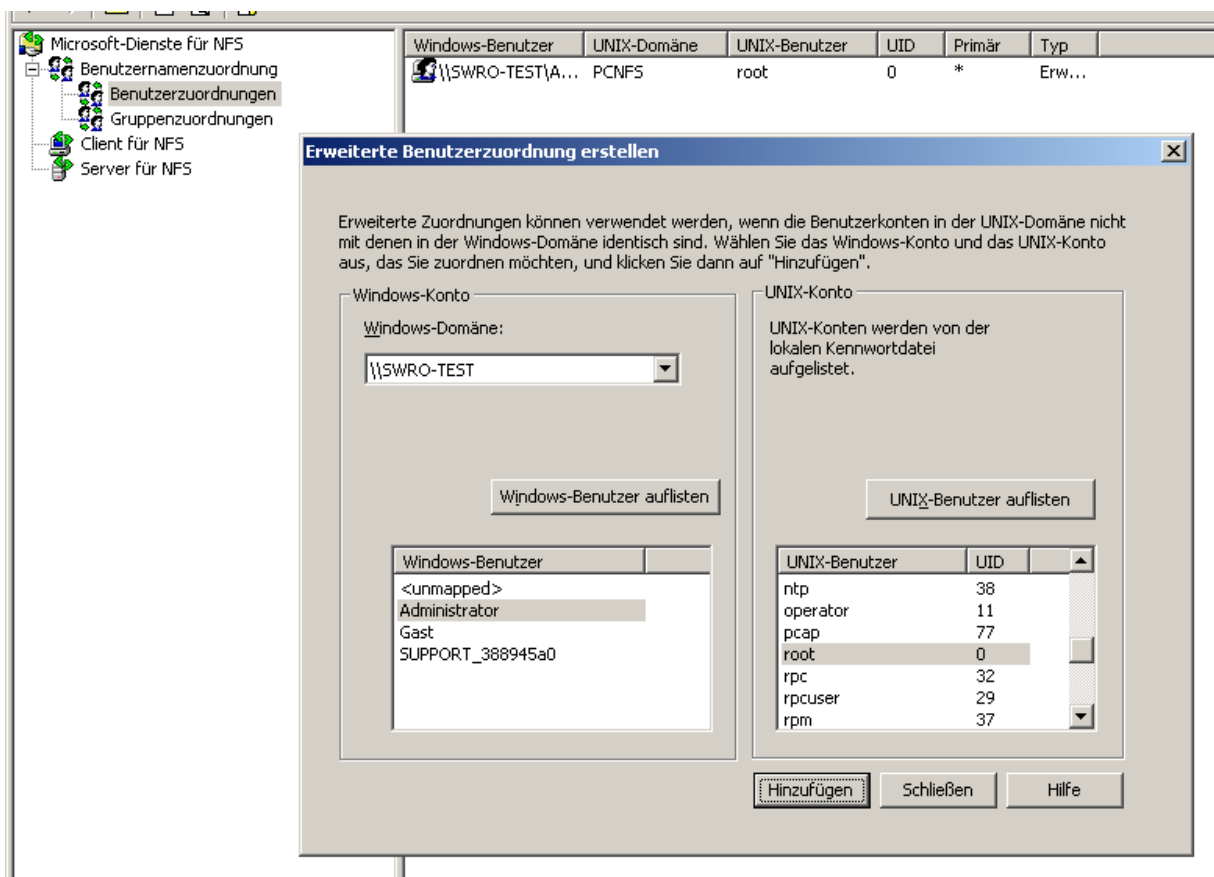 Microsoft-Dienste für NFS
Benutzernamenzuordnung
Benutzerzuordnungen
Gruppenzuordnungen
Client für NFS
Server für NFS
Windows-Benutzer UNIX-Domäne UNIX-Benutzer UID Primär Typ
\\SWRO-TEST\A... PCNFS root 0 * Erw...
Erweiterte Benutzerzuordnung erstellen
Erweiterte Zuordnungen können verwendet werden, wenn die Benutzerkonten in der UNIX-Domäne nicht
mit denen in der Windows-Domäne identisch sind. Wählen Sie das Windows-Konto und das UNIX-Konto
aus, das Sie zuordnen möchten, und klicken Sie dann auf "Hinzufügen".
Windows-Konto
Windows-Domäne:
\\SWRO-TEST
Windows-Benutzer auflisten
Windows-Benutzer
<unmapped>
Administrator
Gast
SUPPORT_388945a0
UNIX-Konto
UNIX-Konten werden von der
lokalen Kennwortdatei
aufgelistet.
UNIX-Benutzer auflisten
UNIX-Benutzer UID
ntp 38
operator 11
pcap 77
root 0
rpc 32
rpcuser 29
rpm 37
Hinzufügen Schließen Hilfe